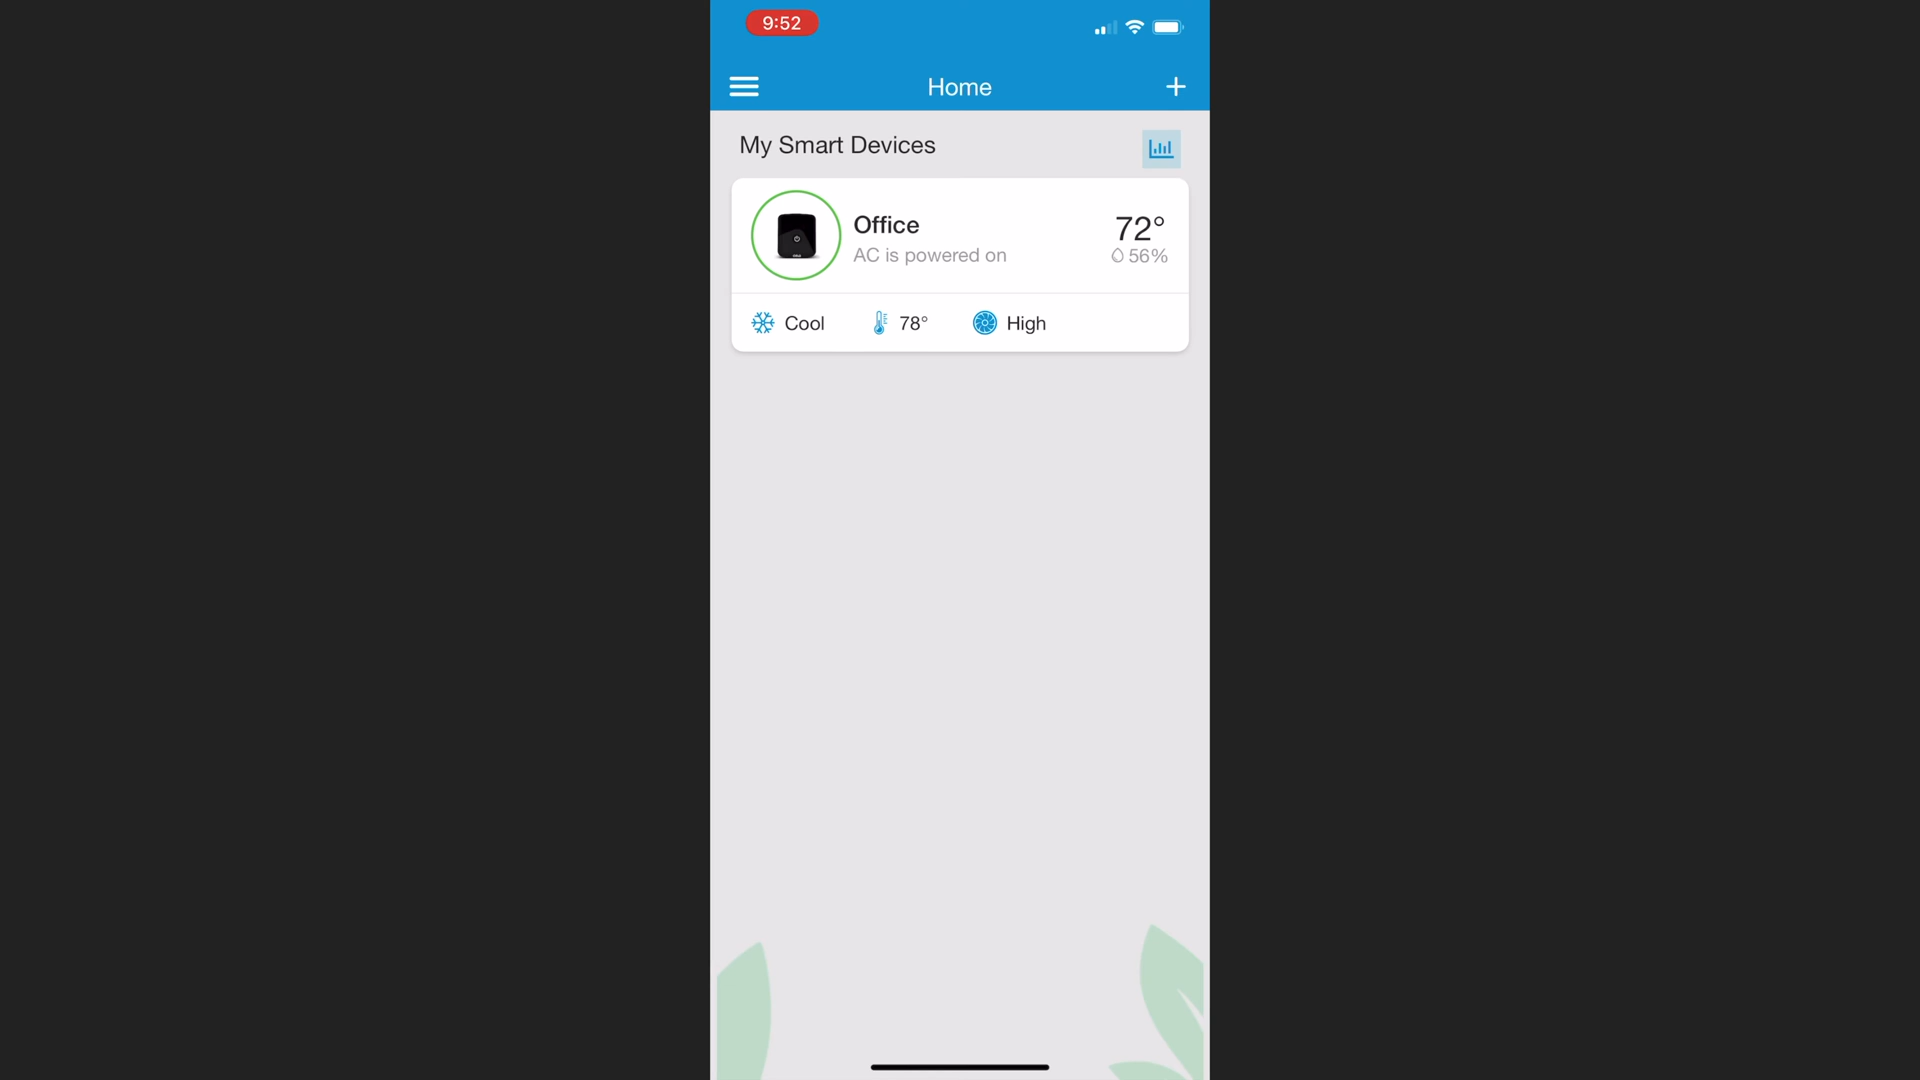 9:52
Home
My Smart Devices
Office
AC is powered on
72°
56%
Cool
78°
High